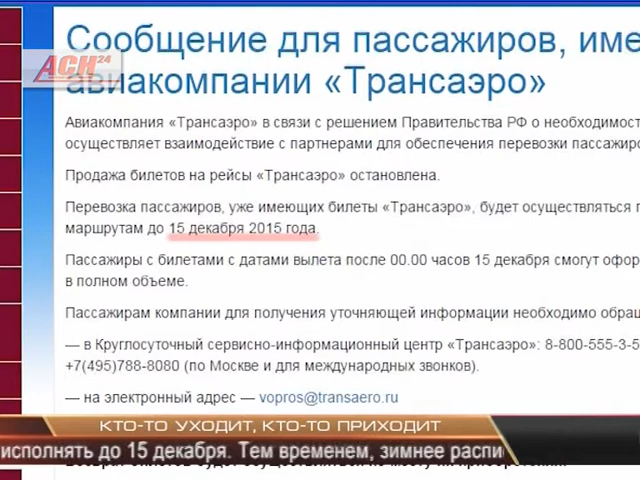 Сообщение для пассажиров, име
авиакомпании «Трансаэро»
АСН24
Авиакомпания «Трансаэро» в связи с решением Правительства РФ о необходимост
осуществляет взаимодействие с партнерами для обеспечения перевозки пассажиро
Продажа билетов на рейсы «Трансаэро» остановлена.
Перевозка пассажиров, уже имеющих билеты «Трансаэро», будет осуществляться п
маршрутам до 15 декабря 2015 года.
Пассажиры с билетами с датами вылета после 00.00 часов 15 декабря смогут офор
в полном объеме.
Пассажирам компании для получения уточняющей информации необходимо обращ
— в Круглосуточный сервисно-информационный центр «Трансаэро»: 8-800-555-3-5
+7(495)788-8080 (по Москве и для международных звонков).
— на электронный адрес — vopros@transaero.ru
КТО-ТО УХОДИТ, КТО-ТО ПРИХОДИТ
исполнять до 15 декабря. Тем временем, зимнее распи